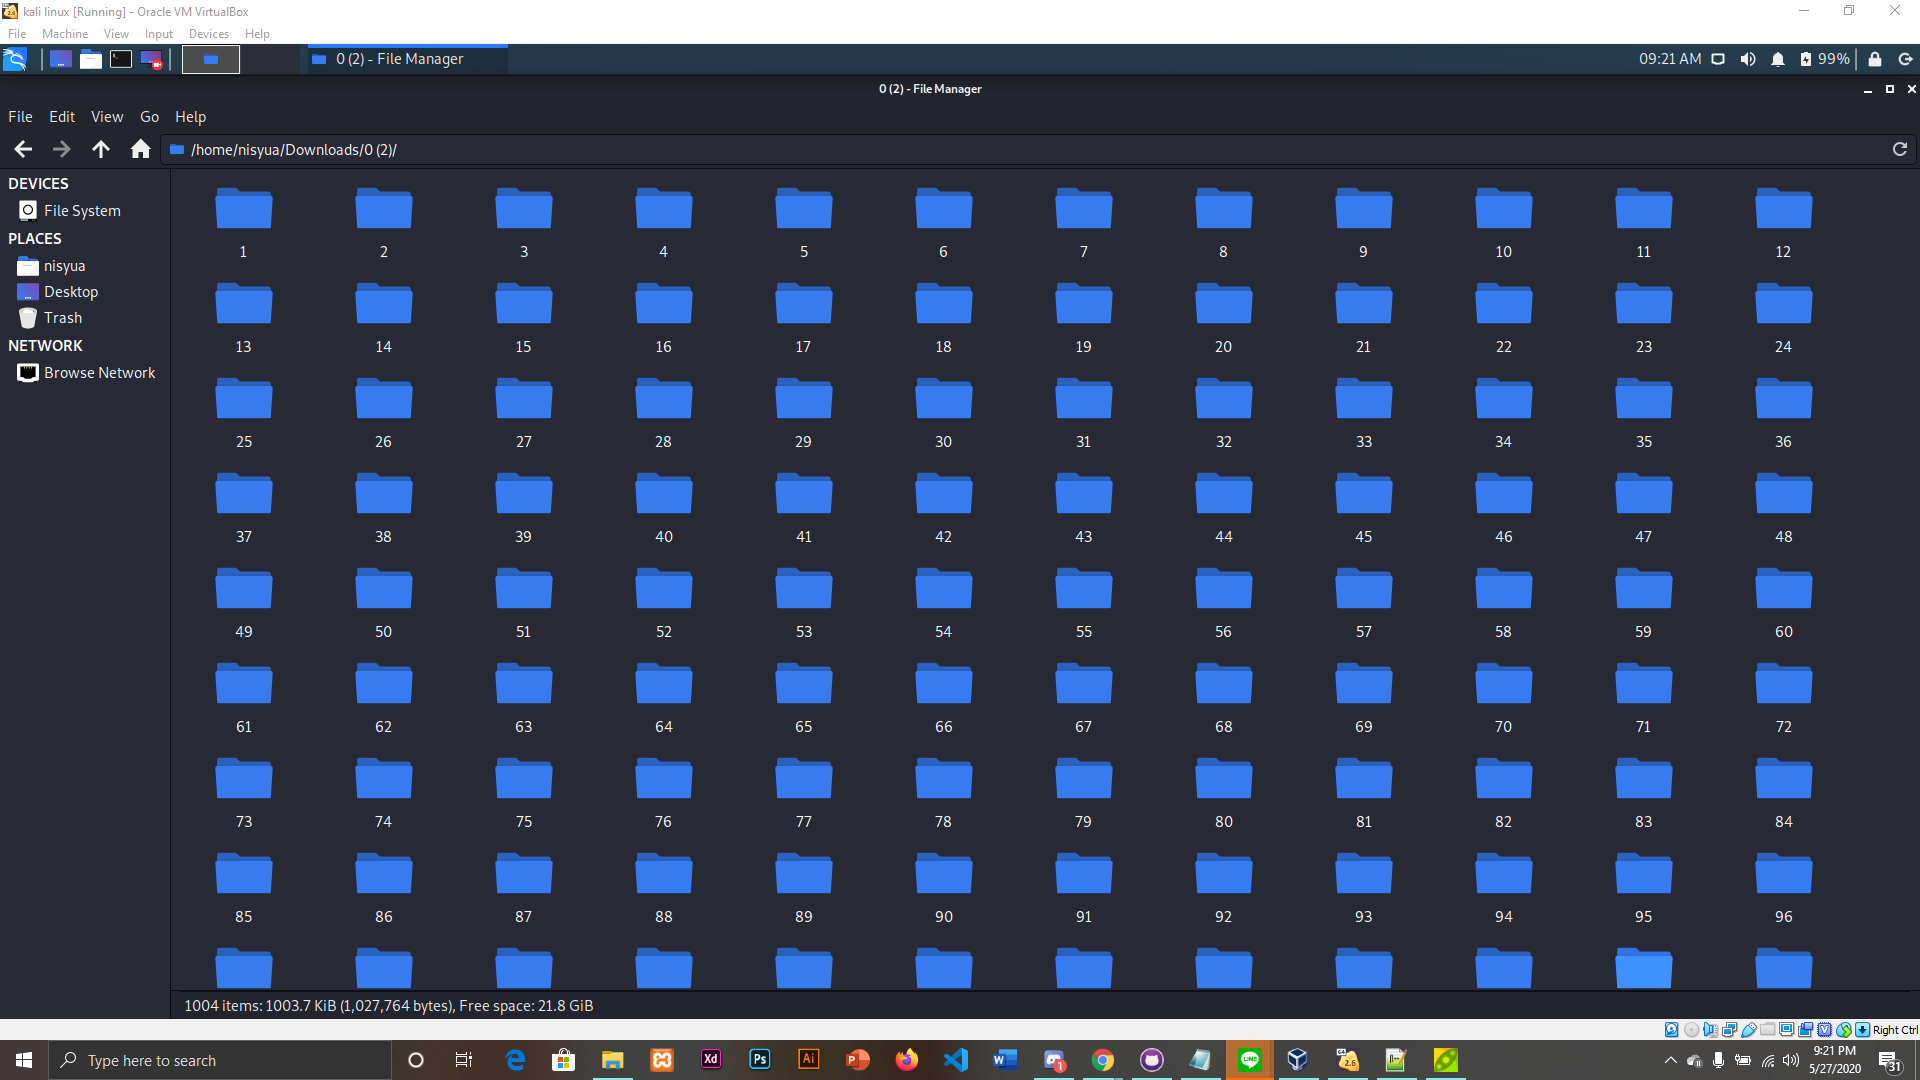 kali linux [Running] - Oracle VM VirtualBox
File Machine View Input Devices Help
0 (2) - File Manager
09:21 AM 99%
0 (2) - File Manager
File Edit View Go Help
/home/nisyua/Downloads/0 (2)/
DEVICES
File System
PLACES
nisyua
Desktop
Trash
NETWORK
Browse Network
1 2 3 4 5 6 7 8 9 10 11 12
13 14 15 16 17 18 19 20 21 22 23 24
25 26 27 28 29 30 31 32 33 34 35 36
37 38 39 40 41 42 43 44 45 46 47 48
49 50 51 52 53 54 55 56 57 58 59 60
61 62 63 64 65 66 67 68 69 70 71 72
73 74 75 76 77 78 79 80 81 82 83 84
85 86 87 88 89 90 91 92 93 94 95 96
1004 items: 1003.7 KiB (1,027,764 bytes), Free space: 21.8 GiB
Right Ctrl
Type here to search
Xd Ps Ai P W 1 LINE 2.6
9:21 PM
5/27/2020
31